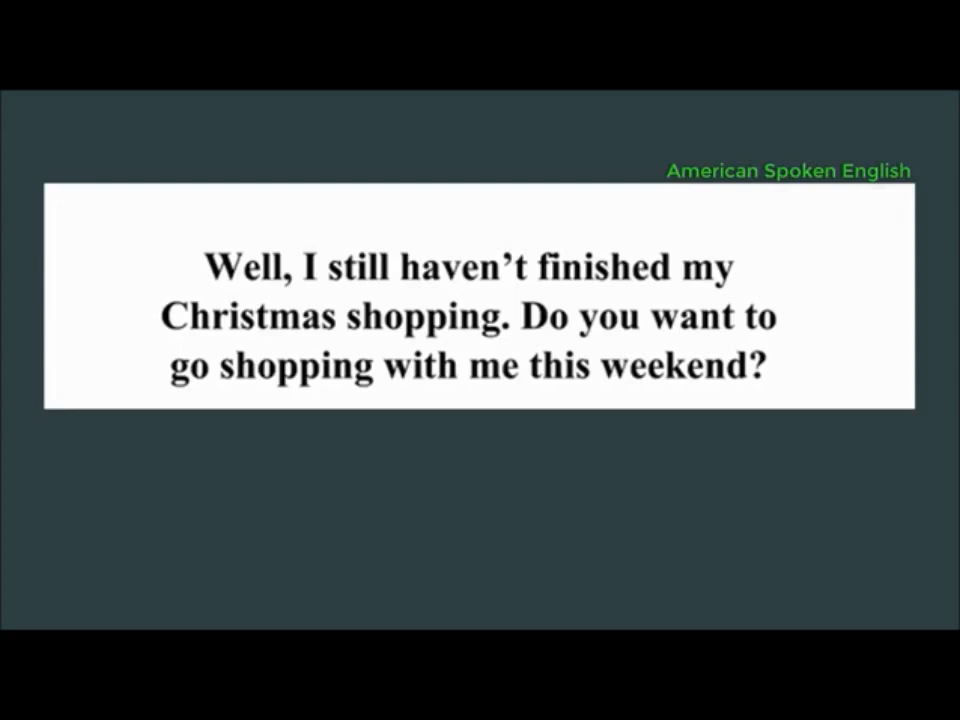 American Spoken English
Well, I still haven’t finished my
Christmas shopping. Do you want to
go shopping with me this weekend?